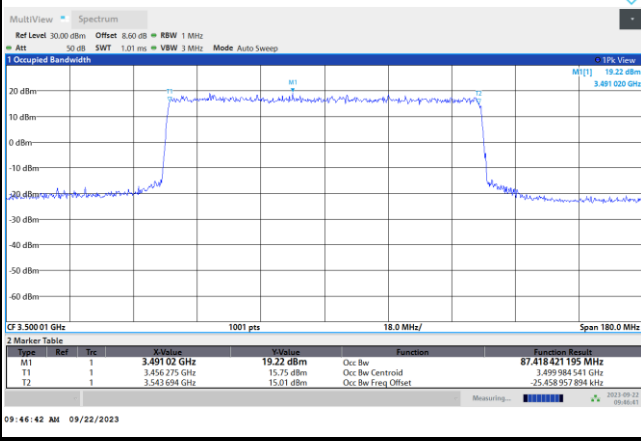 MultiView Spectrum
Ref Level 30.00 dBm Offset 8.60 dB RBW 1 MHz
Att 50 dB SWT 1.01 ms VBW 3 MHz Mode Auto Sweep
1 Occupied Bandwidth 1Pk View
M1[1] 19.22 dBm
3.491 020 GHz
M1
T1
T2
20 dBm
10 dBm
0 dBm
-10 dBm
-20 dBm
-30 dBm
-40 dBm
-50 dBm
-60 dBm
CF 3.500 01 GHz 1001 pts 18.0 MHz/ Span 180.0 MHz
2 Marker Table
Type Ref Trc X-Value Y-Value Function Function Result
M1 1 3.491 02 GHz 19.22 dBm Occ Bw 87.418 421 195 MHz
T1 1 3.456 275 GHz 15.75 dBm Occ Bw Centroid 3.499 984 541 GHz
T2 1 3.543 694 GHz 15.01 dBm Occ Bw Freq Offset -25.458 957 894 kHz
Measuring... 2023-09-22
09:46:41
09:46:42 AM 09/22/2023